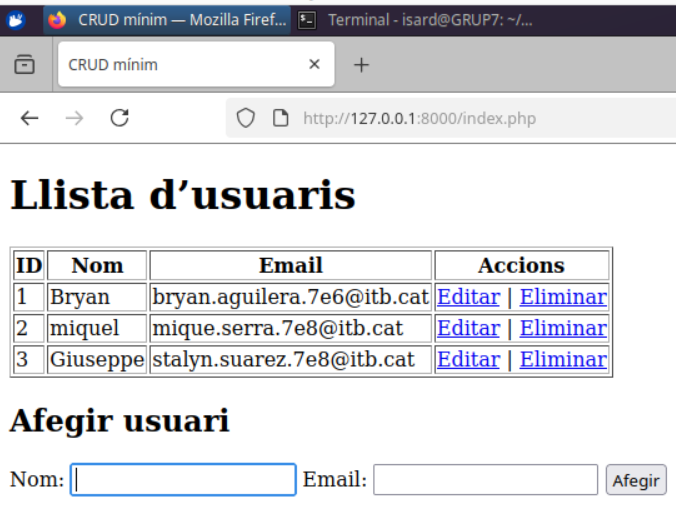 CRUD mínim — Mozilla Firef... Terminal - isard@GRUP7: ~/...
CRUD mínim
http://127.0.0.1:8000/index.php
Llista d’usuaris
ID Nom Email Accions
1 Bryan bryan.aguilera.7e6@itb.cat Editar | Eliminar
2 miquel mique.serra.7e8@itb.cat Editar | Eliminar
3 Giuseppe stalyn.suarez.7e8@itb.cat Editar | Eliminar
Afegir usuari
Nom: Email: Afegir